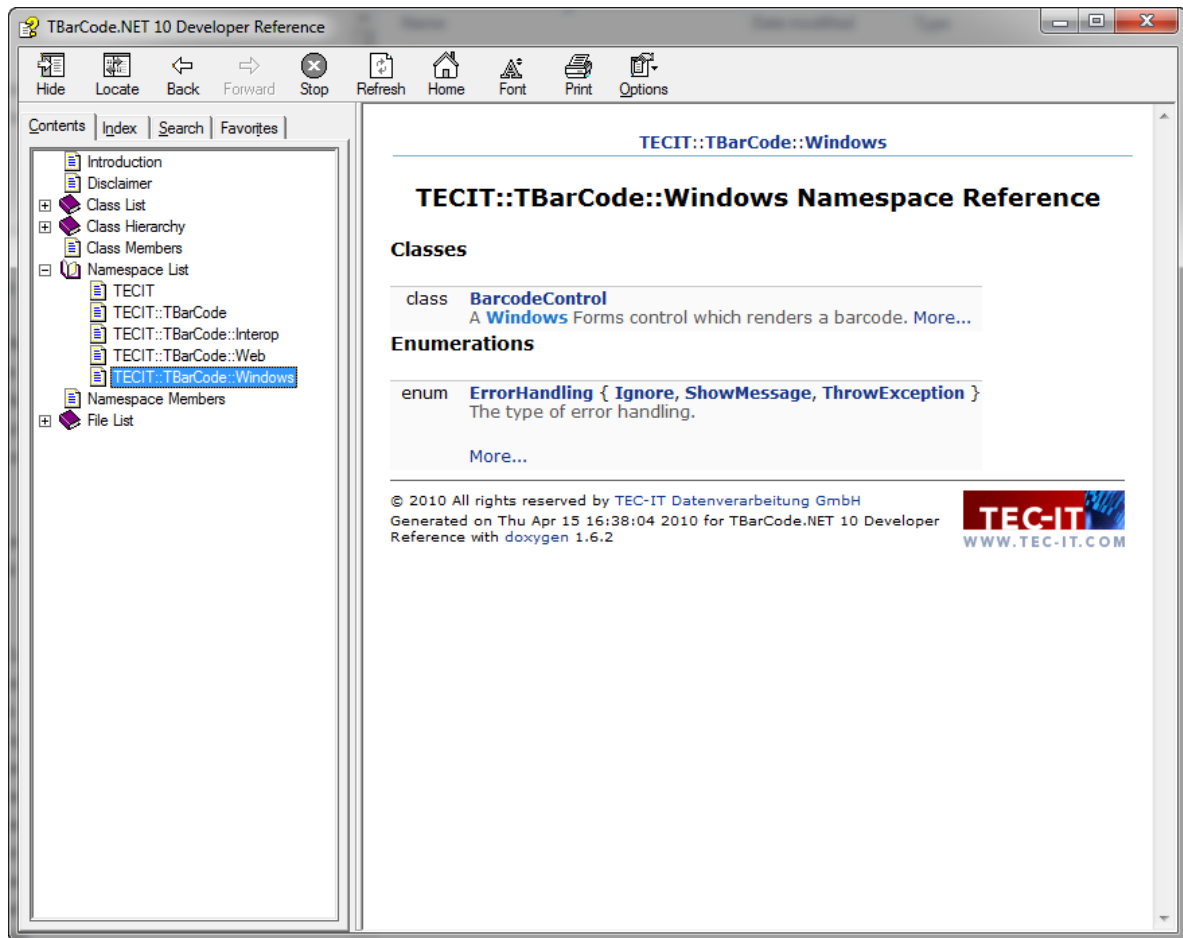 TBarCode.NET 10 Developer Reference
Name Date modified Type
Hide Locate Back Forward Stop Refresh Home Font Print Options
Contents Index Search Favorites
Introduction
Disclaimer
Class List
Class Hierarchy
Class Members
Namespace List
TECIT
TECIT::TBarCode
TECIT::TBarCode::Interop
TECIT::TBarCode::Web
TECIT::TBarCode::Windows
Namespace Members
File List
TECIT::TBarCode::Windows
TECIT::TBarCode::Windows Namespace Reference
Classes
class BarcodeControl
A Windows Forms control which renders a barcode. More...
Enumerations
enum ErrorHandling { Ignore, ShowMessage, ThrowException }
The type of error handling.
More...
© 2010 All rights reserved by TEC-IT Datenverarbeitung GmbH
Generated on Thu Apr 15 16:38:04 2010 for TBarCode.NET 10 Developer
Reference with doxygen 1.6.2
TEC-IT
WWW.TEC-IT.COM